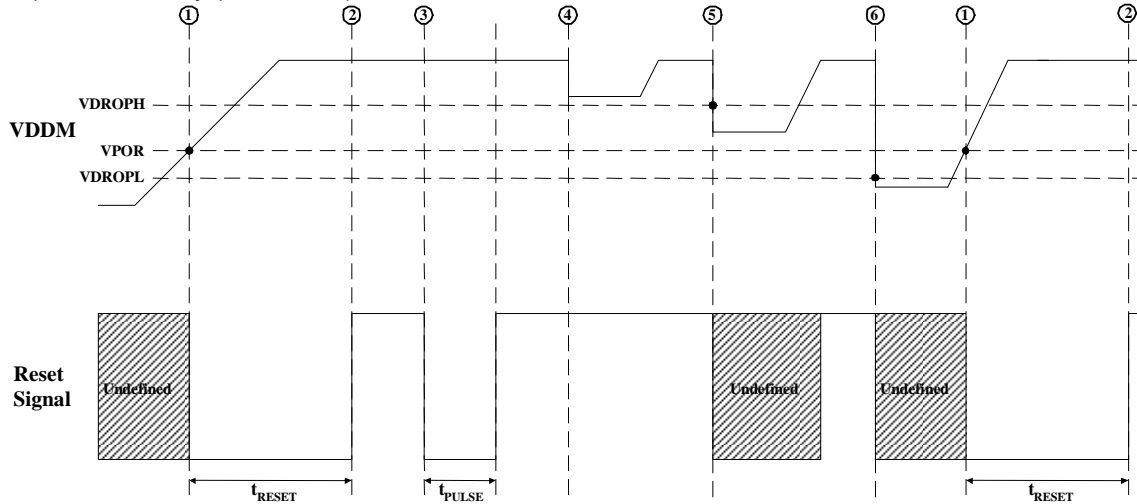 ① ② ③ ④ ⑤ ⑥ ① ②
VDROPH
VDDM
VPOR
VDROPL
Reset
Signal
Undefined Undefined Undefined
tRESET tPULSE tRESET